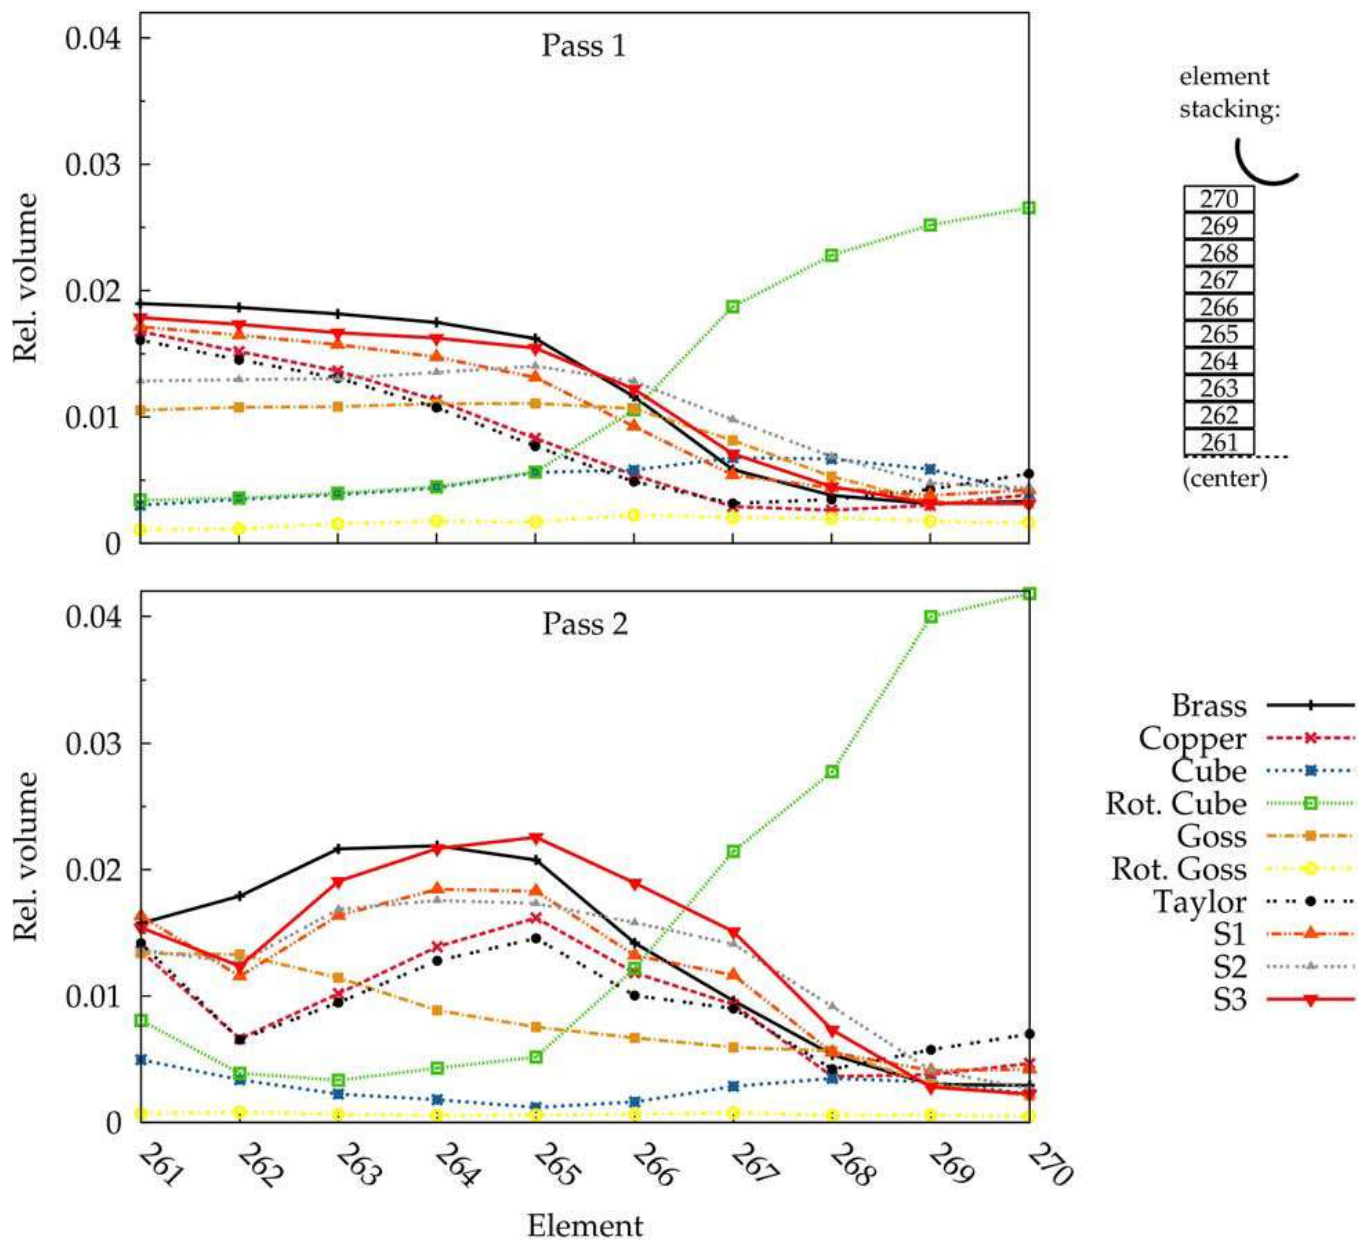 Pass 1
0.04
0.03
0.02
0.01
0
Rel. volume
element
stacking:
270
269
268
267
266
265
264
263
262
261
(center)
Pass 2
0.04
0.03
0.02
0.01
0
Rel. volume
261
262
263
264
265
266
267
268
269
270
Element
Brass
Copper
Cube
Rot. Cube
Goss
Rot. Goss
Taylor
S1
S2
S3